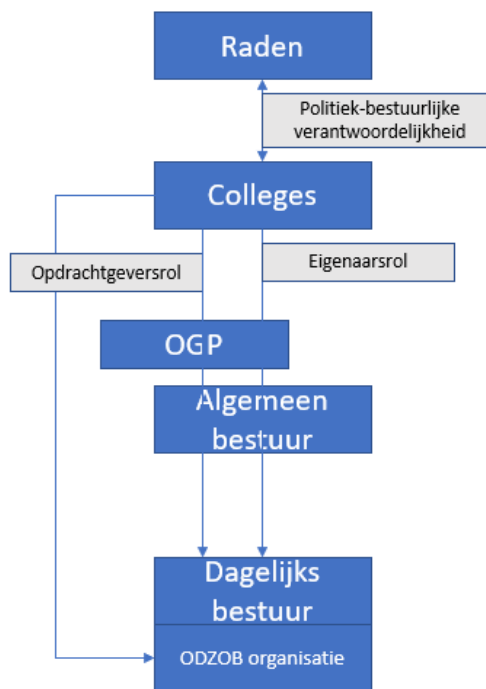 Raden
Politiek-bestuurlijke
verantwoordelijkheid
Colleges
Opdrachtgeversrol
Eigenaarsrol
OGP
Algemeen
bestuur
Dagelijks
bestuur
ODZOB organisatie